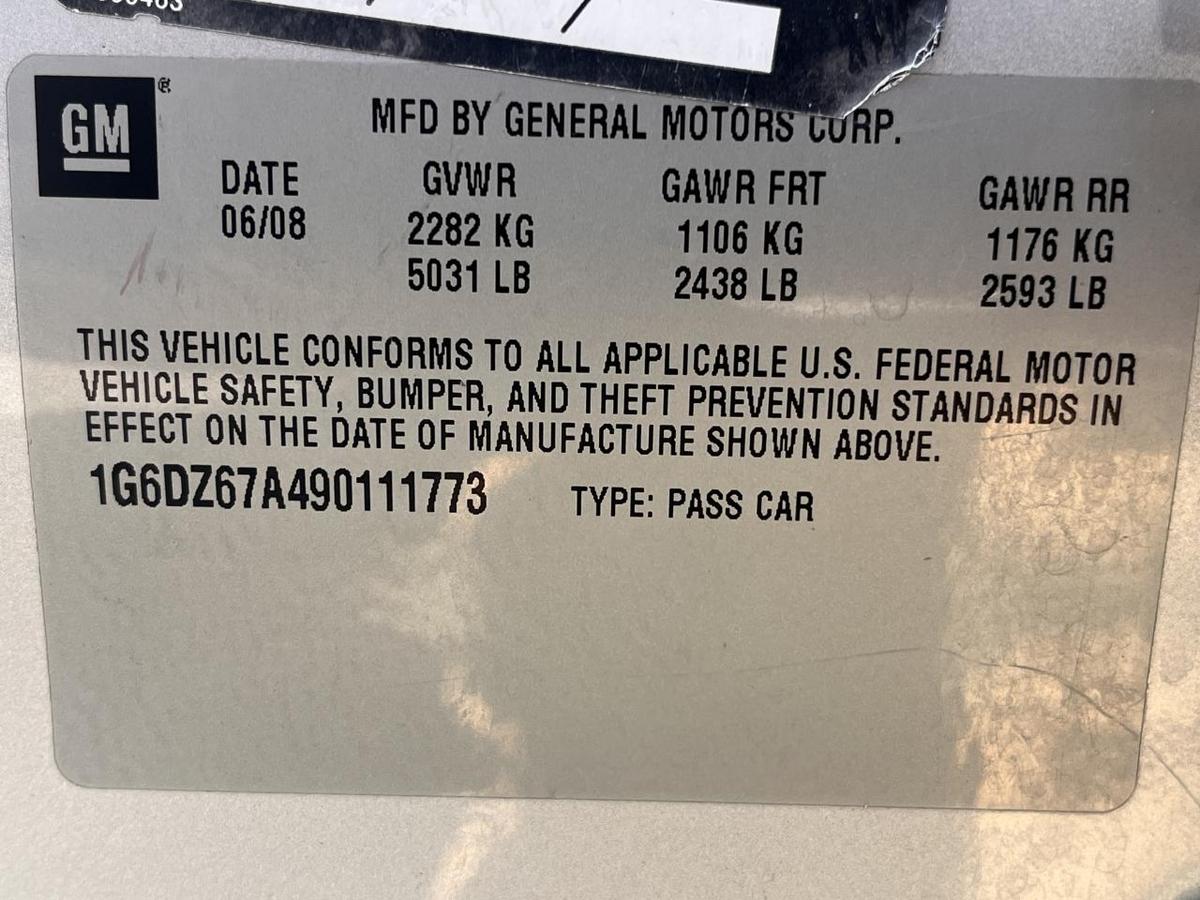 GM
MFD BY GENERAL MOTORS CORP.
DATE GVWR GAWR FRT GAWR RR
06/08 2282 KG 1106 KG 1176 KG
5031 LB 2438 LB 2593 LB
THIS VEHICLE CONFORMS TO ALL APPLICABLE U.S. FEDERAL MOTOR
VEHICLE SAFETY, BUMPER, AND THEFT PREVENTION STANDARDS IN
EFFECT ON THE DATE OF MANUFACTURE SHOWN ABOVE.
1G6DZ67A490111773 TYPE: PASS CAR